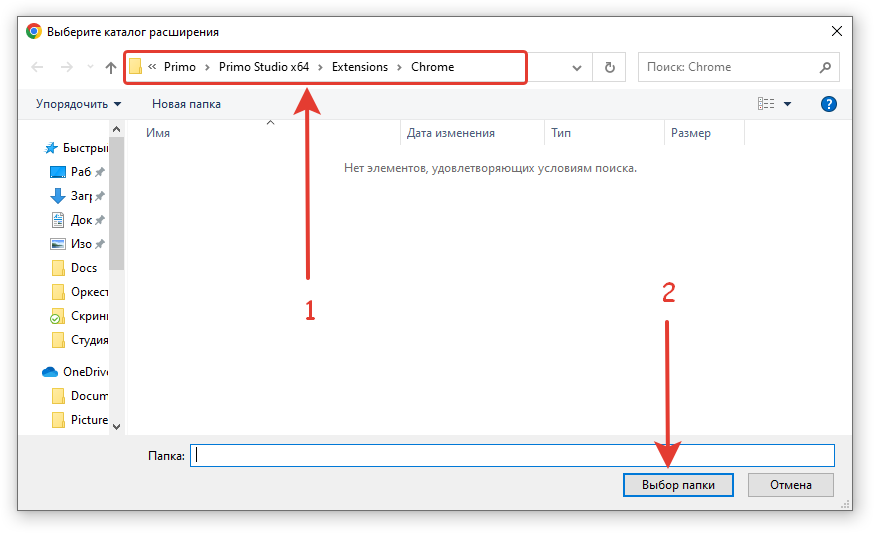 Выберите каталог расширения
« Primo › Primo Studio x64 › Extensions › Chrome
Поиск: Chrome
Упорядочить
Новая папка
Имя
Дата изменения
Тип
Размер
Нет элементов, удовлетворяющих условиям поиска.
Быстрый
Раб
Загр
Док
Изо
Docs
Оркест
Скрин
Студия
OneDrive
Docum
Picture
1
2
Папка:
Выбор папки
Отмена